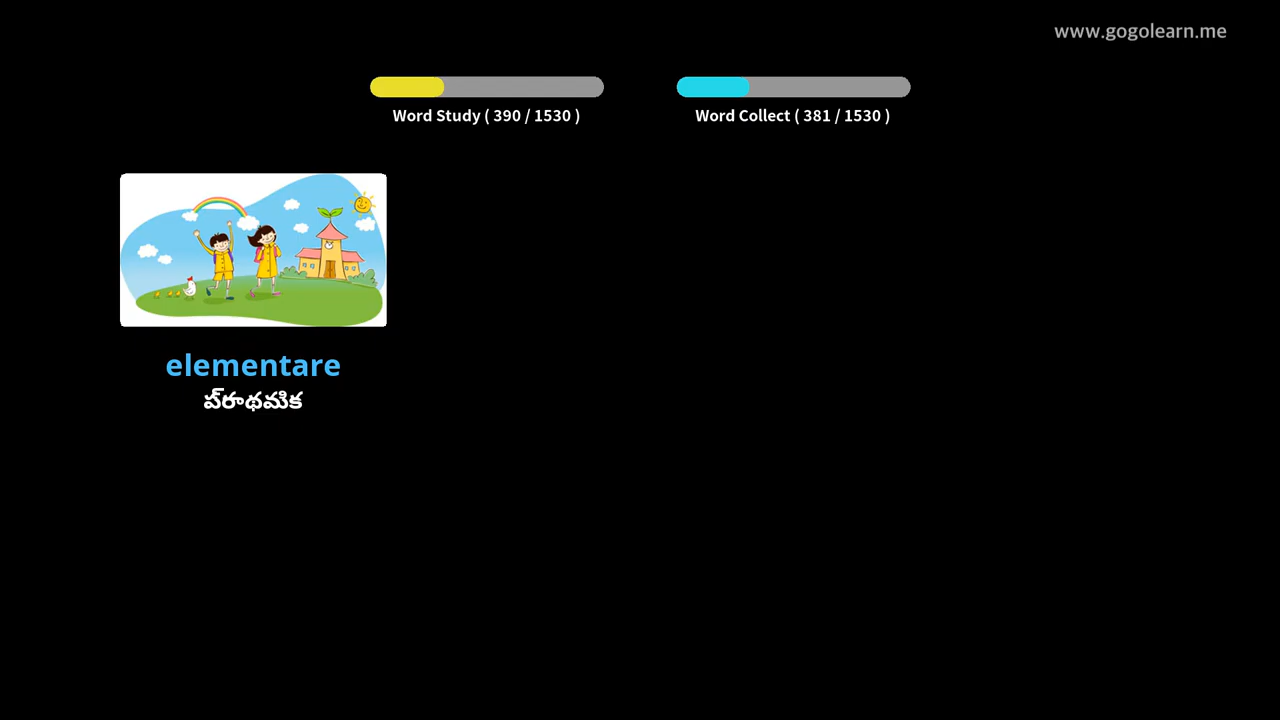 www.gogolearn.me
Word Study ( 390 / 1530 )
Word Collect ( 381 / 1530 )
elementare
ప్రాథమిక